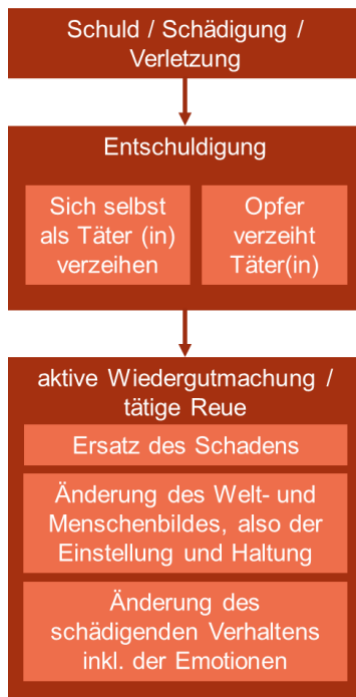 Schuld / Schädigung /
Verletzung
Entschuldigung
Sich selbst
als Täter (in)
verzeihen
Opfer
verzeiht
Täter(in)
aktive Wiedergutmachung /
tätige Reue
Ersatz des Schadens
Änderung des Welt- und
Menschenbildes, also der
Einstellung und Haltung
Änderung des
schädigenden Verhaltens
inkl. der Emotionen